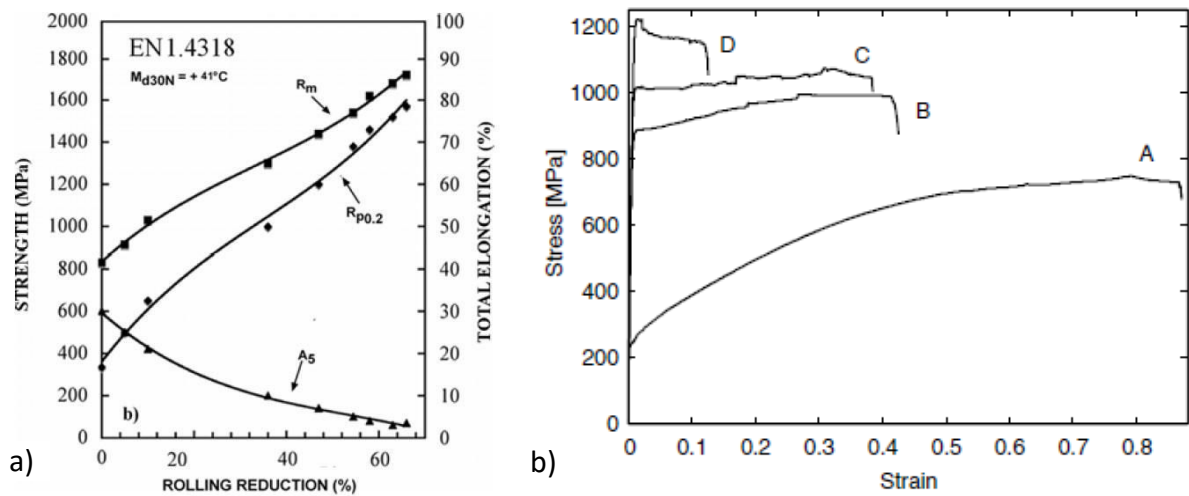 EN1.4318
M d30N = + 41°C
STRENGTH (MPa)
2000
1800
1600
1400
1200
1000
800
600
400
200
0
Rm
Rp0.2
A5
b)
0
20
40
60
ROLLING REDUCTION (%)
100
90
80
70
60
50
40
30
20
10
0
TOTAL ELONGATION (%)
a)
Stress [MPa]
1200
1000
800
600
400
200
0
D
C
B
A
0
0.1
0.2
0.3
0.4
0.5
0.6
0.7
0.8
Strain
b)